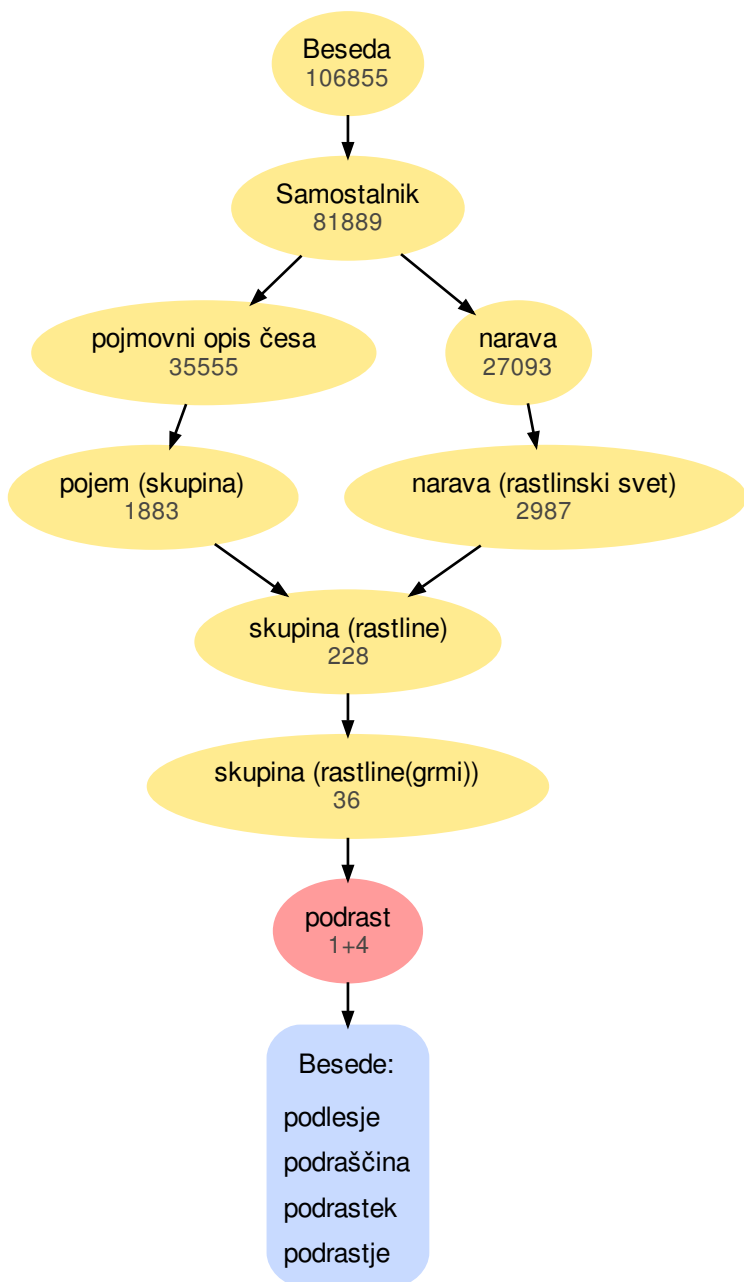 Beseda
106855
Samostalnik
81889
pojmovni opis česa
35555
narava
27093
pojem (skupina)
1883
narava (rastlinski svet)
2987
skupina (rastline)
228
skupina (rastline(grmi))
36
podrast
1+4
Besede:
podlesje
podraščina
podrastek
podrastje